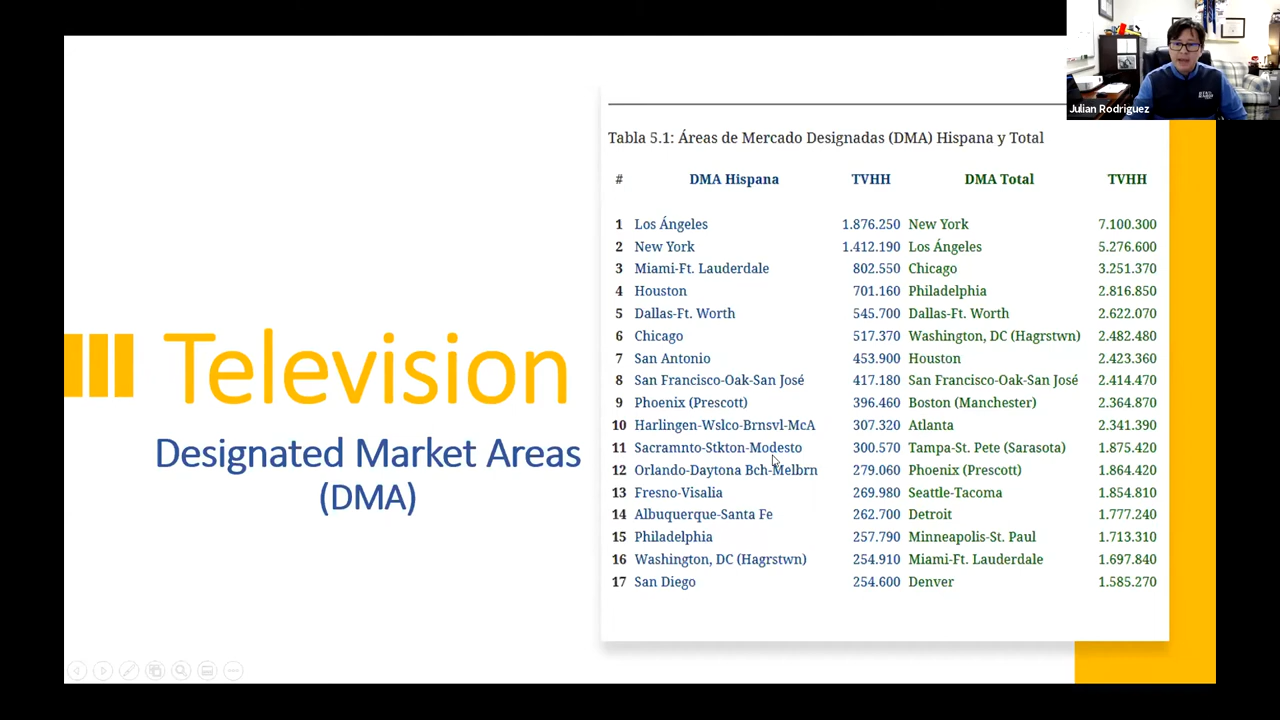 Julian Rodriguez
Television
Designated Market Areas
(DMA)
Tabla 5.1: Áreas de Mercado Designadas (DMA) Hispana y Total
# DMA Hispana TVHH DMA Total TVHH
1 Los Ángeles 1.876.250 New York 7.100.300
2 New York 1.412.190 Los Ángeles 5.276.600
3 Miami-Ft. Lauderdale 802.550 Chicago 3.251.370
4 Houston 701.160 Philadelphia 2.816.850
5 Dallas-Ft. Worth 545.700 Dallas-Ft. Worth 2.622.070
6 Chicago 517.370 Washington, DC (Hagrstwn) 2.482.480
7 San Antonio 453.900 Houston 2.423.360
8 San Francisco-Oak-San José 417.180 San Francisco-Oak-San José 2.414.470
9 Phoenix (Prescott) 396.460 Boston (Manchester) 2.364.870
10 Harlingen-Wslco-Brnsvl-McA 307.320 Atlanta 2.341.390
11 Sacramnto-Stkton-Modesto 300.570 Tampa-St. Pete (Sarasota) 1.875.420
12 Orlando-Daytona Bch-Melbrn 279.060 Phoenix (Prescott) 1.864.420
13 Fresno-Visalia 269.980 Seattle-Tacoma 1.854.810
14 Albuquerque-Santa Fe 262.700 Detroit 1.777.240
15 Philadelphia 257.790 Minneapolis-St. Paul 1.713.310
16 Washington, DC (Hagrstwn) 254.910 Miami-Ft. Lauderdale 1.697.840
17 San Diego 254.600 Denver 1.585.270